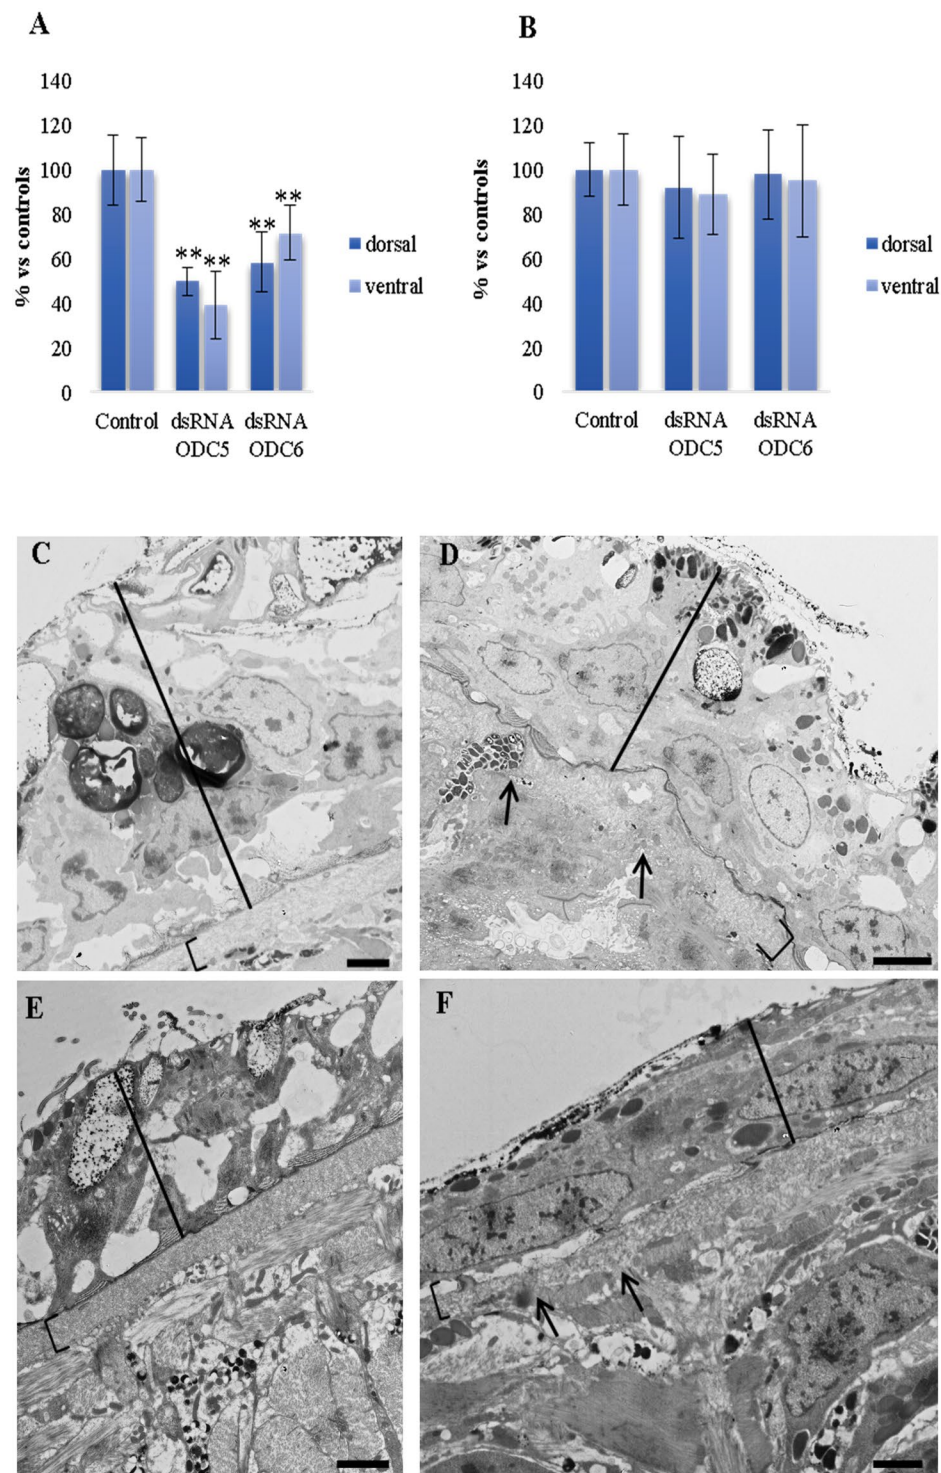 A
% vs controls
140
120
100
80
60
40
20
0
**
**
**
**
Control
dsRNA
ODC5
dsRNA
ODC6
dorsal
ventral
B
% vs controls
140
120
100
80
60
40
20
0
Control
dsRNA
ODC5
dsRNA
ODC6
dorsal
ventral
C
D
E
F